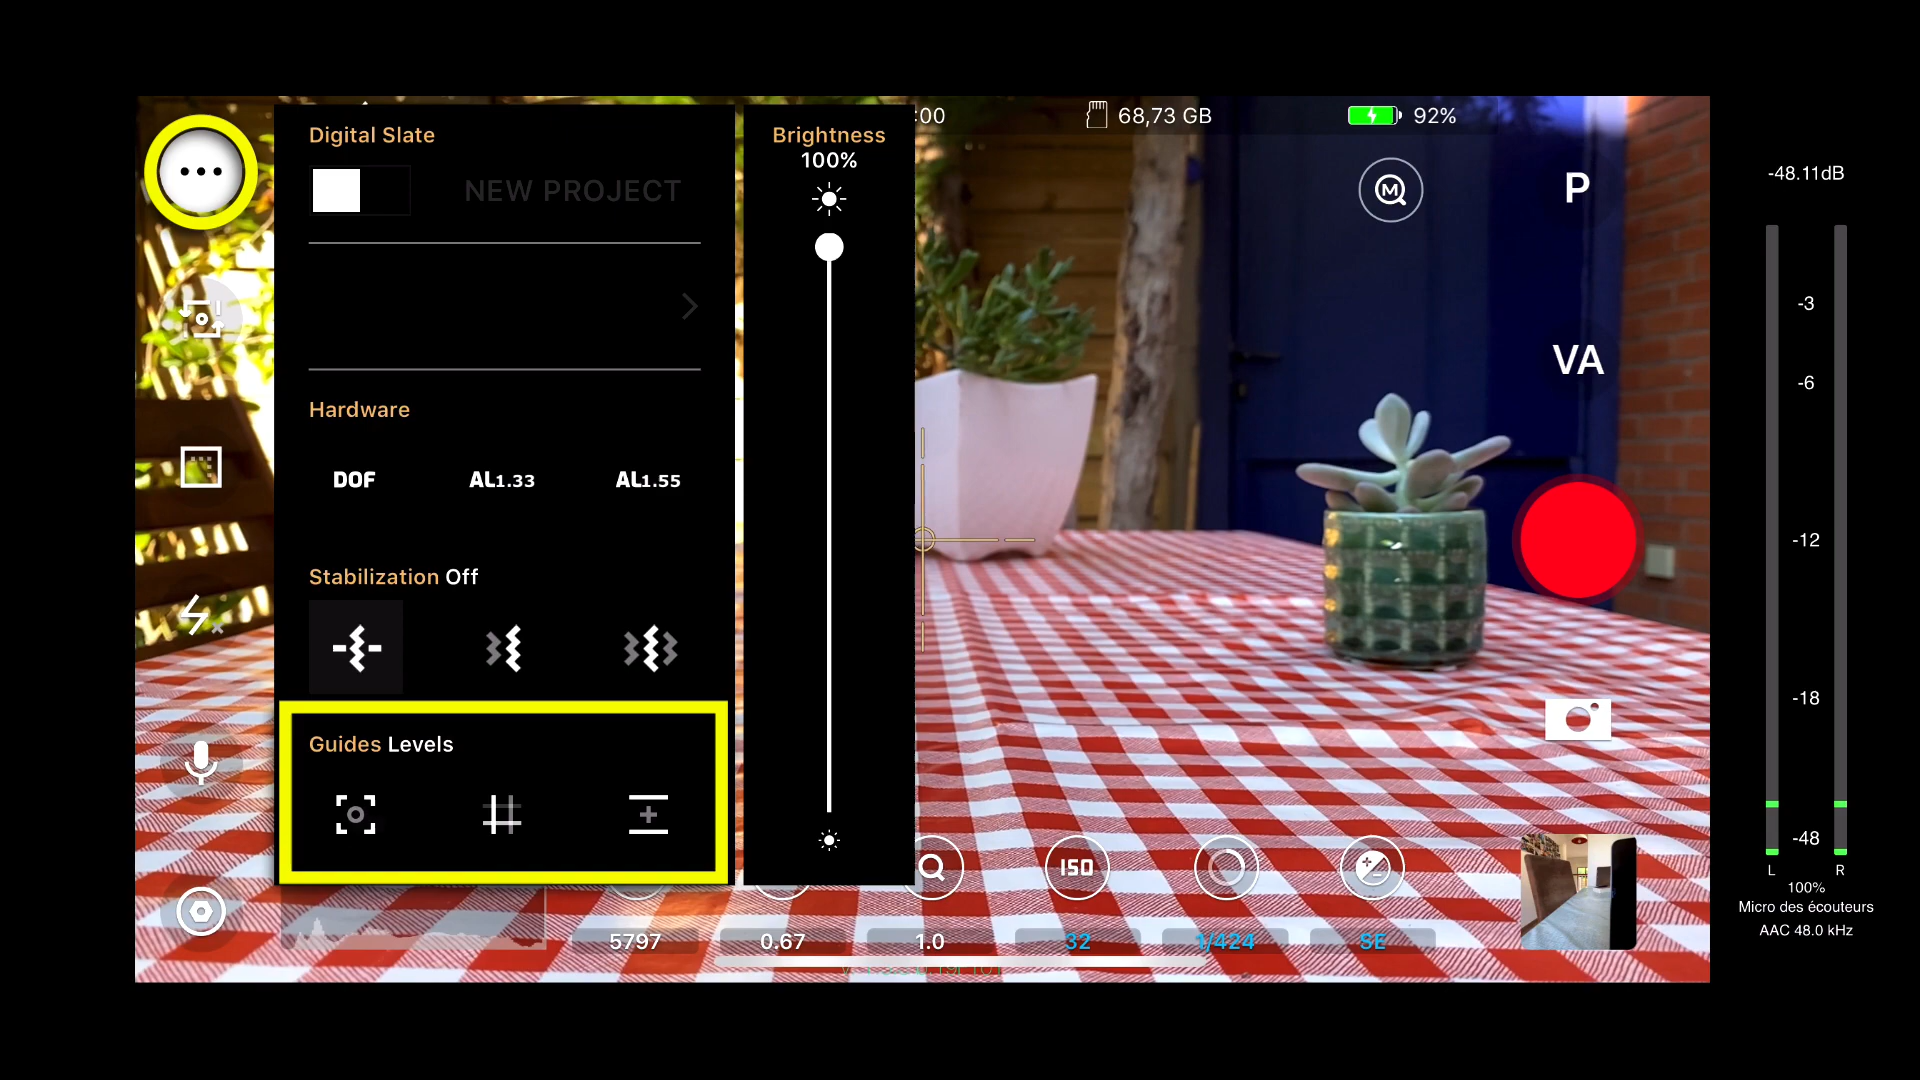 Digital Slate
NEW PROJECT
Hardware
DOF AL1.33 AL1.55
Stabilization Off
Guides Levels
Brightness
100%
:00
68,73 GB
92%
M
P
VA
ISO
5797 0.67 1.0 32 1/424 SE
-48.11dB
-3
-6
-12
-18
-48
L R
100%
Micro des écouteurs
AAC 48.0 kHz